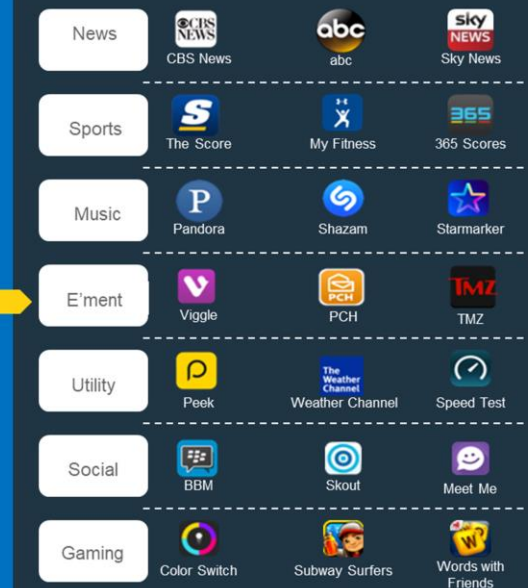 News
CBS NEWS
abc
sky NEWS
CBS News
abc
Sky News
Sports
S
365
The Score
My Fitness
365 Scores
Music
P
Pandora
Shazam
Starmarker
E'ment
V
PCH
TMZ
Viggle
PCH
TMZ
Utility
The
Weather
Channel
Peek
Weather Channel
Speed Test
Social
BBM
Skout
Meet Me
Gaming
W
Color Switch
Subway Surfers
Words with
Friends